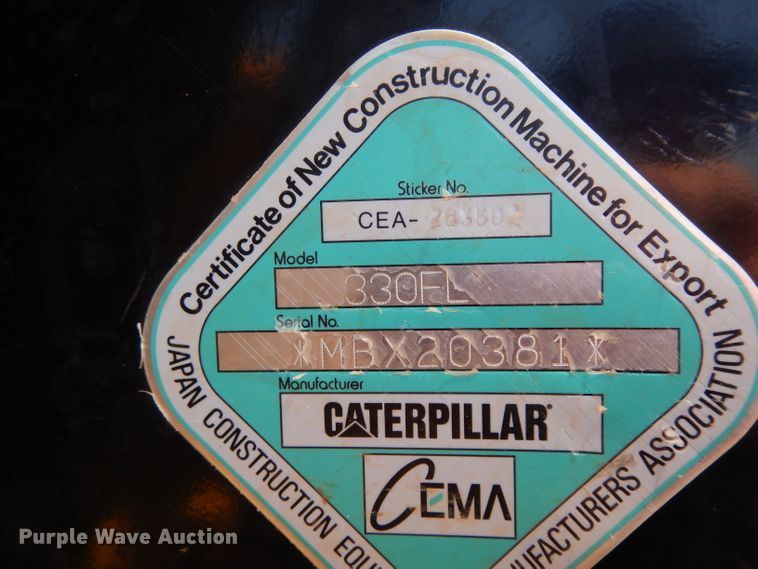 Certificate of New Construction Machine for Export
Sticker No.
CEA-
Model
330FL
Serial No.
*MBX20381*
Manufacturer
CATERPILLAR
CEMA
JAPAN CONSTRUCTION
MANUFACTURERS ASSOCIATION
Purple Wave Auction